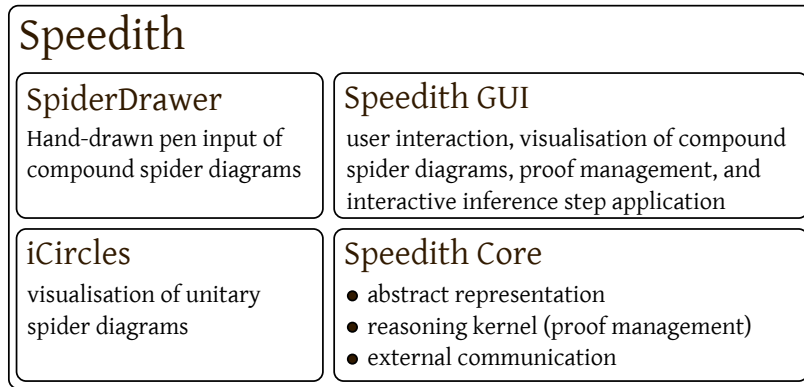 Speedith
SpiderDrawer
Hand-drawn pen input of
compound spider diagrams
Speedith GUI
user interaction, visualisation of compound
spider diagrams, proof management, and
interactive inference step application
iCircles
visualisation of unitary
spider diagrams
Speedith Core
• abstract representation
• reasoning kernel (proof management)
• external communication